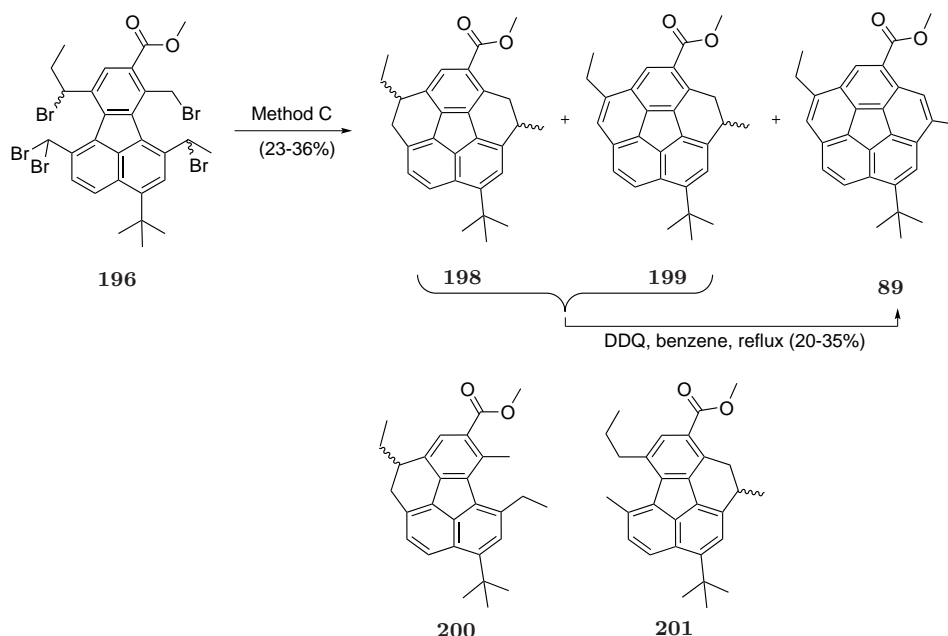 O
O
Br
Br
Br
Br
Br
196
Method C
(23-36%)
O
O
198
+
O
O
199
+
O
O
89
DDQ, benzene, reflux (20-35%)
O
O
200
O
O
201